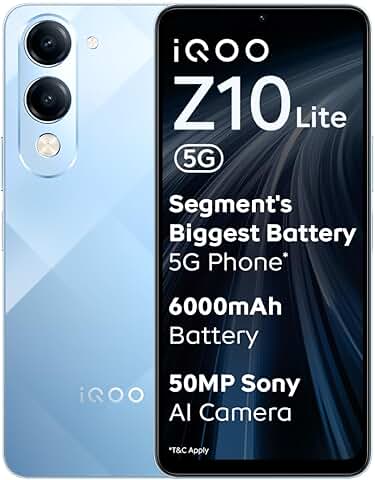 iQOO
Z10 Lite
5G
Segment's
Biggest Battery
5G Phone*
6000mAh
Battery
50MP Sony
AI Camera
*T&C Apply
iQOO